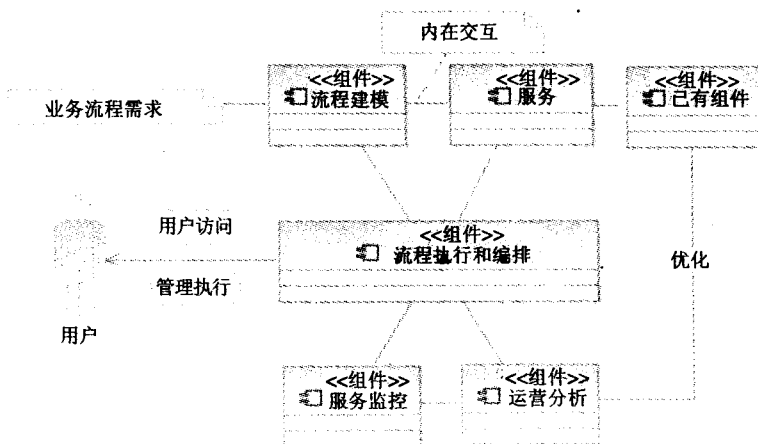 内在交互
<<组件>>
流程建模
<<组件>>
服务
<<组件>>
已有组件
业务流程需求
用户访问
管理执行
用户
<<组件>>
流程执行和编排
优化
<<组件>>
服务监控
<<组件>>
运营分析